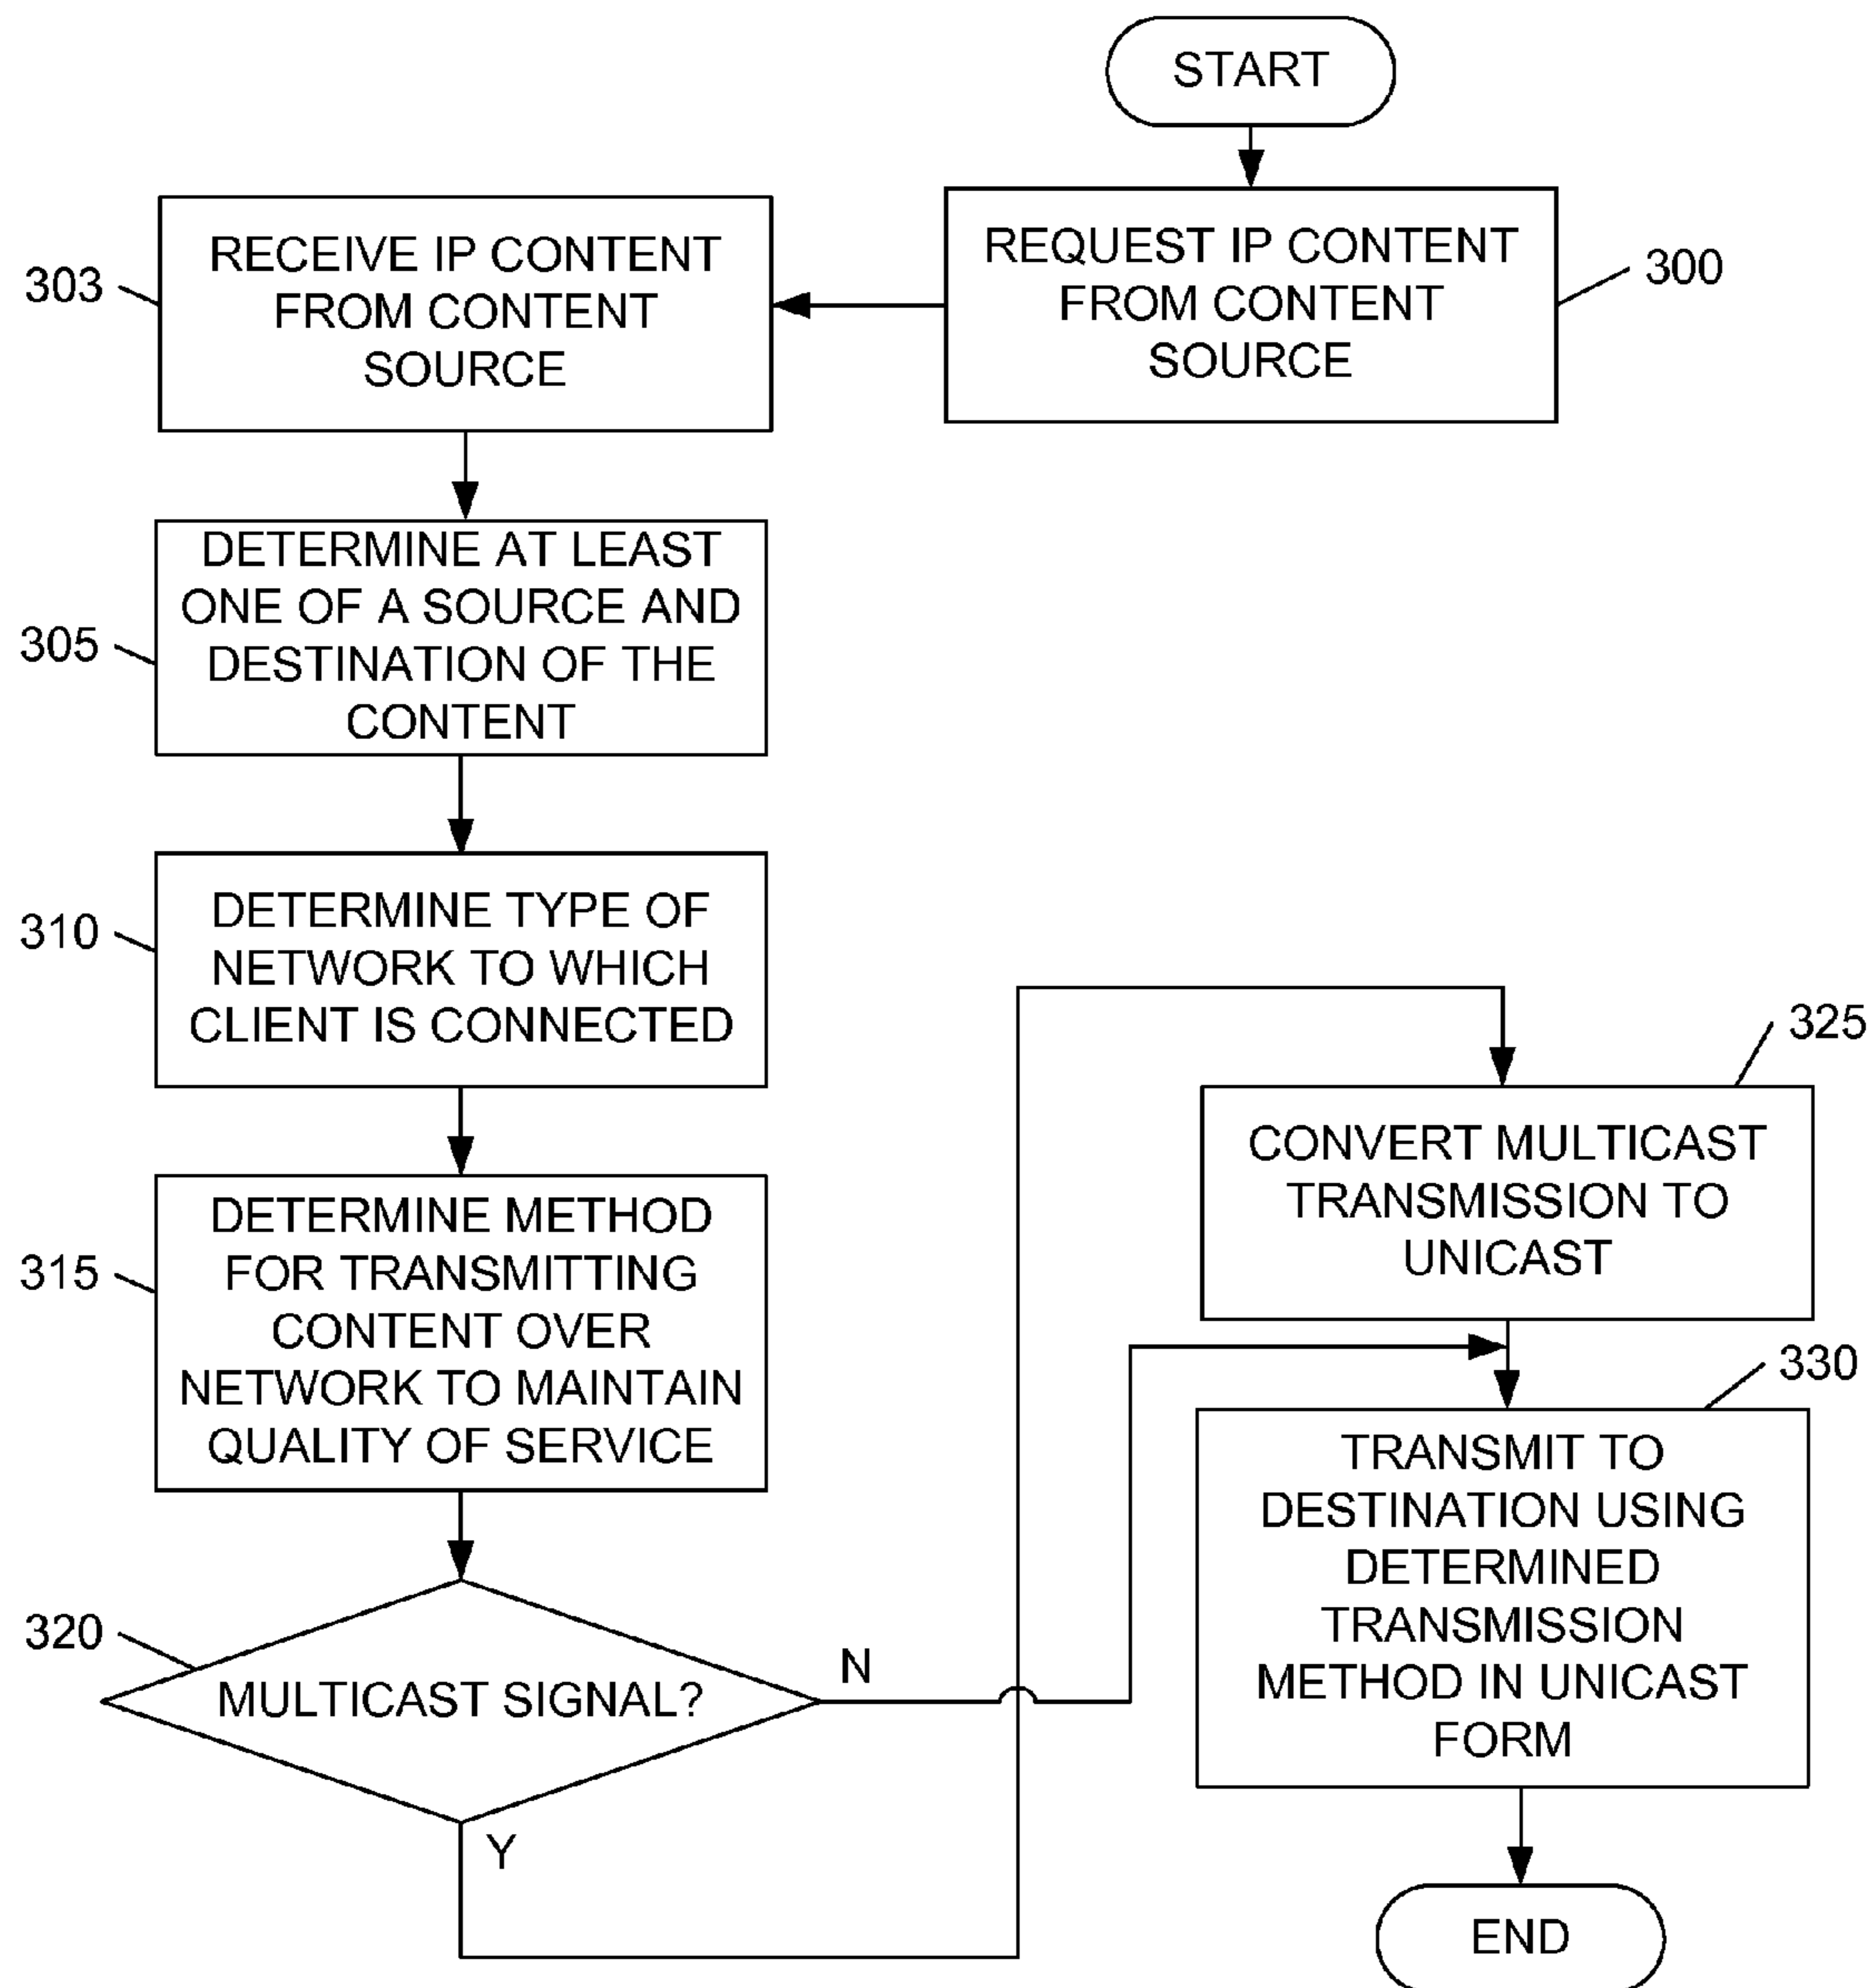 START
REQUEST IP CONTENT
FROM CONTENT
SOURCE
300
RECEIVE IP CONTENT
FROM CONTENT
SOURCE
303
DETERMINE AT LEAST
ONE OF A SOURCE AND
DESTINATION OF THE
CONTENT
305
DETERMINE TYPE OF
NETWORK TO WHICH
CLIENT IS CONNECTED
310
DETERMINE METHOD
FOR TRANSMITTING
CONTENT OVER
NETWORK TO MAINTAIN
QUALITY OF SERVICE
315
MULTICAST SIGNAL?
320
N
Y
CONVERT MULTICAST
TRANSMISSION TO
UNICAST
325
TRANSMIT TO
DESTINATION USING
DETERMINED
TRANSMISSION
METHOD IN UNICAST
FORM
330
END